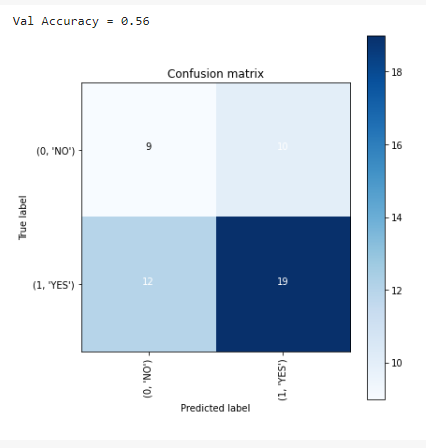 Val Accuracy = 0.56
Confusion matrix
(0, 'NO')
9
10
(1, 'YES')
12
19
(0, 'NO')
(1, 'YES')
True label
Predicted label
18
16
14
12
10